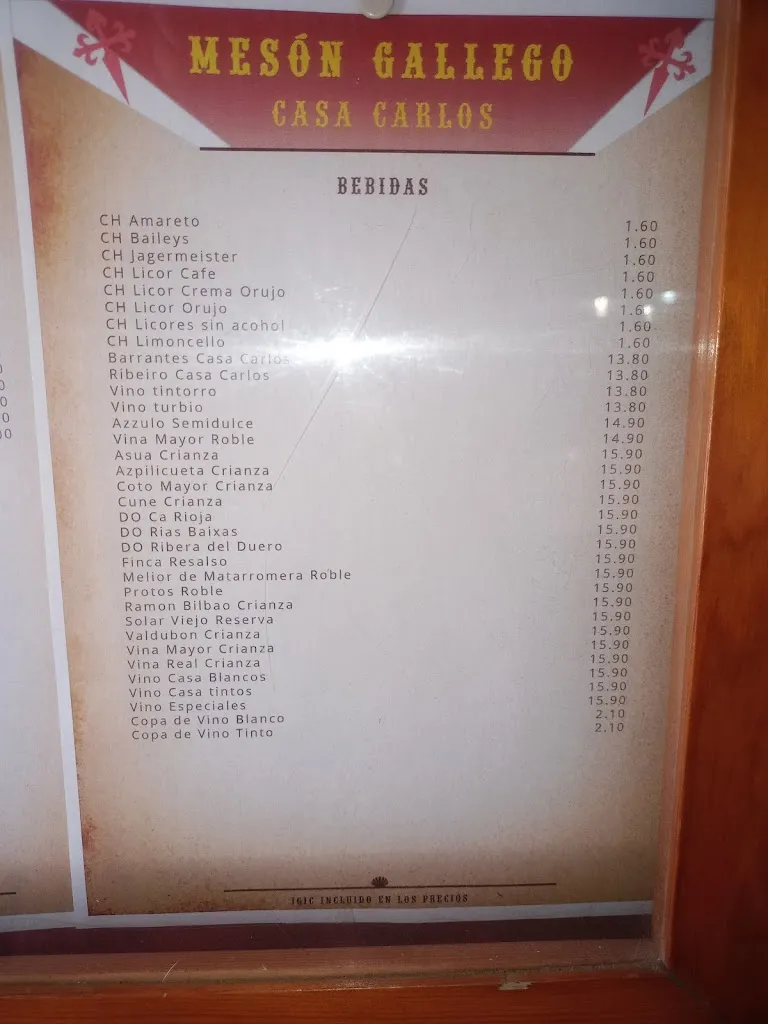 MESÓN GALLEGO
CASA CARLOS
BEBIDAS
CH Amareto 1.60
CH Baileys 1.60
CH Jagermeister 1.60
CH Licor Cafe 1.60
CH Licor Crema Orujo 1.60
CH Licor Orujo 1.60
CH Licores sin acohol 1.60
CH Limoncello 1.60
Barrantes Casa Carlos 13.80
Ribeiro Casa Carlos 13.80
Vino tintorro 13.80
Vino turbio 13.80
Azzulo Semidulce 14.90
Vina Mayor Roble 14.90
Asua Crianza 15.90
Azpilicueta Crianza 15.90
Coto Mayor Crianza 15.90
Cune Crianza 15.90
DO Ca Rioja 15.90
DO Rias Baixas 15.90
DO Ribera del Duero 15.90
Finca Resalso 15.90
Melior de Matarromera Roble 15.90
Protos Roble 15.90
Ramon Bilbao Crianza 15.90
Solar Viejo Reserva 15.90
Valdubon Crianza 15.90
Vina Mayor Crianza 15.90
Vina Real Crianza 15.90
Vino Casa Blancos 15.90
Vino Casa tintos 15.90
Vino Especiales 15.90
Copa de Vino Blanco 2.10
Copa de Vino Tinto 2.10
IGIC INCLUIDO EN LOS PRECIOS